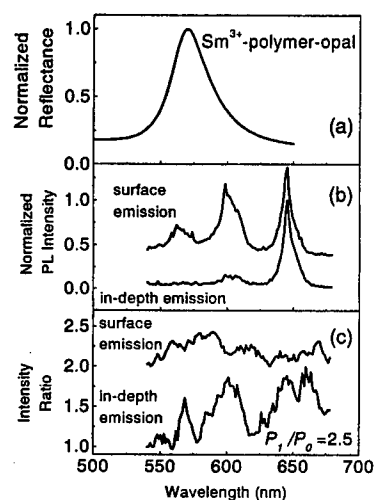 Normalized
Reflectance
1.0
0.5
0.0
Sm3+-polymer-opal
(a)
Normalized
PL Intensity
1.0
0.5
0.0
surface
emission
(b)
in-depth emission
Intensity
Ratio
2.5
2.0
1.5
1.0
surface
emission
(c)
in-depth
emission
P1/P0=2.5
500 550 600 650 700
Wavelength (nm)